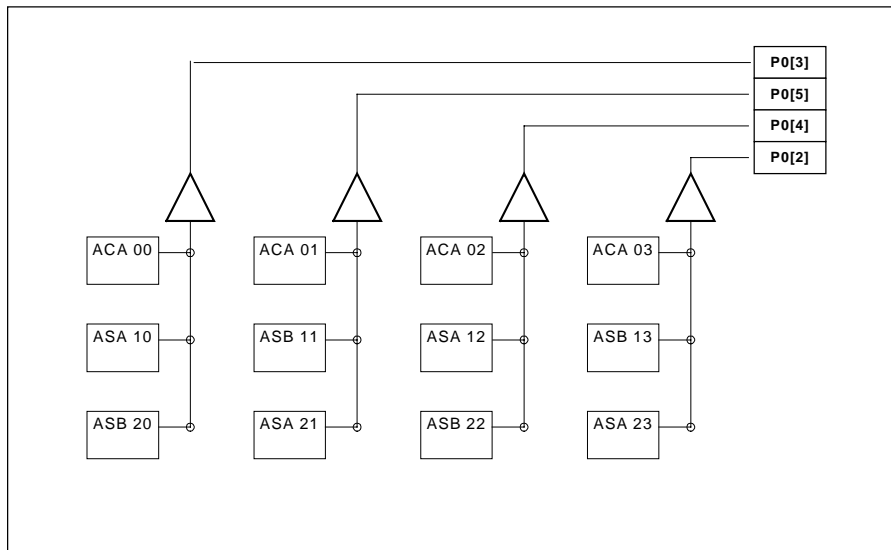 P0[3]
P0[5]
P0[4]
P0[2]
ACA 00
ACA 01
ACA 02
ACA 03
ASA 10
ASB 11
ASA 12
ASB 13
ASB 20
ASA 21
ASB 22
ASA 23